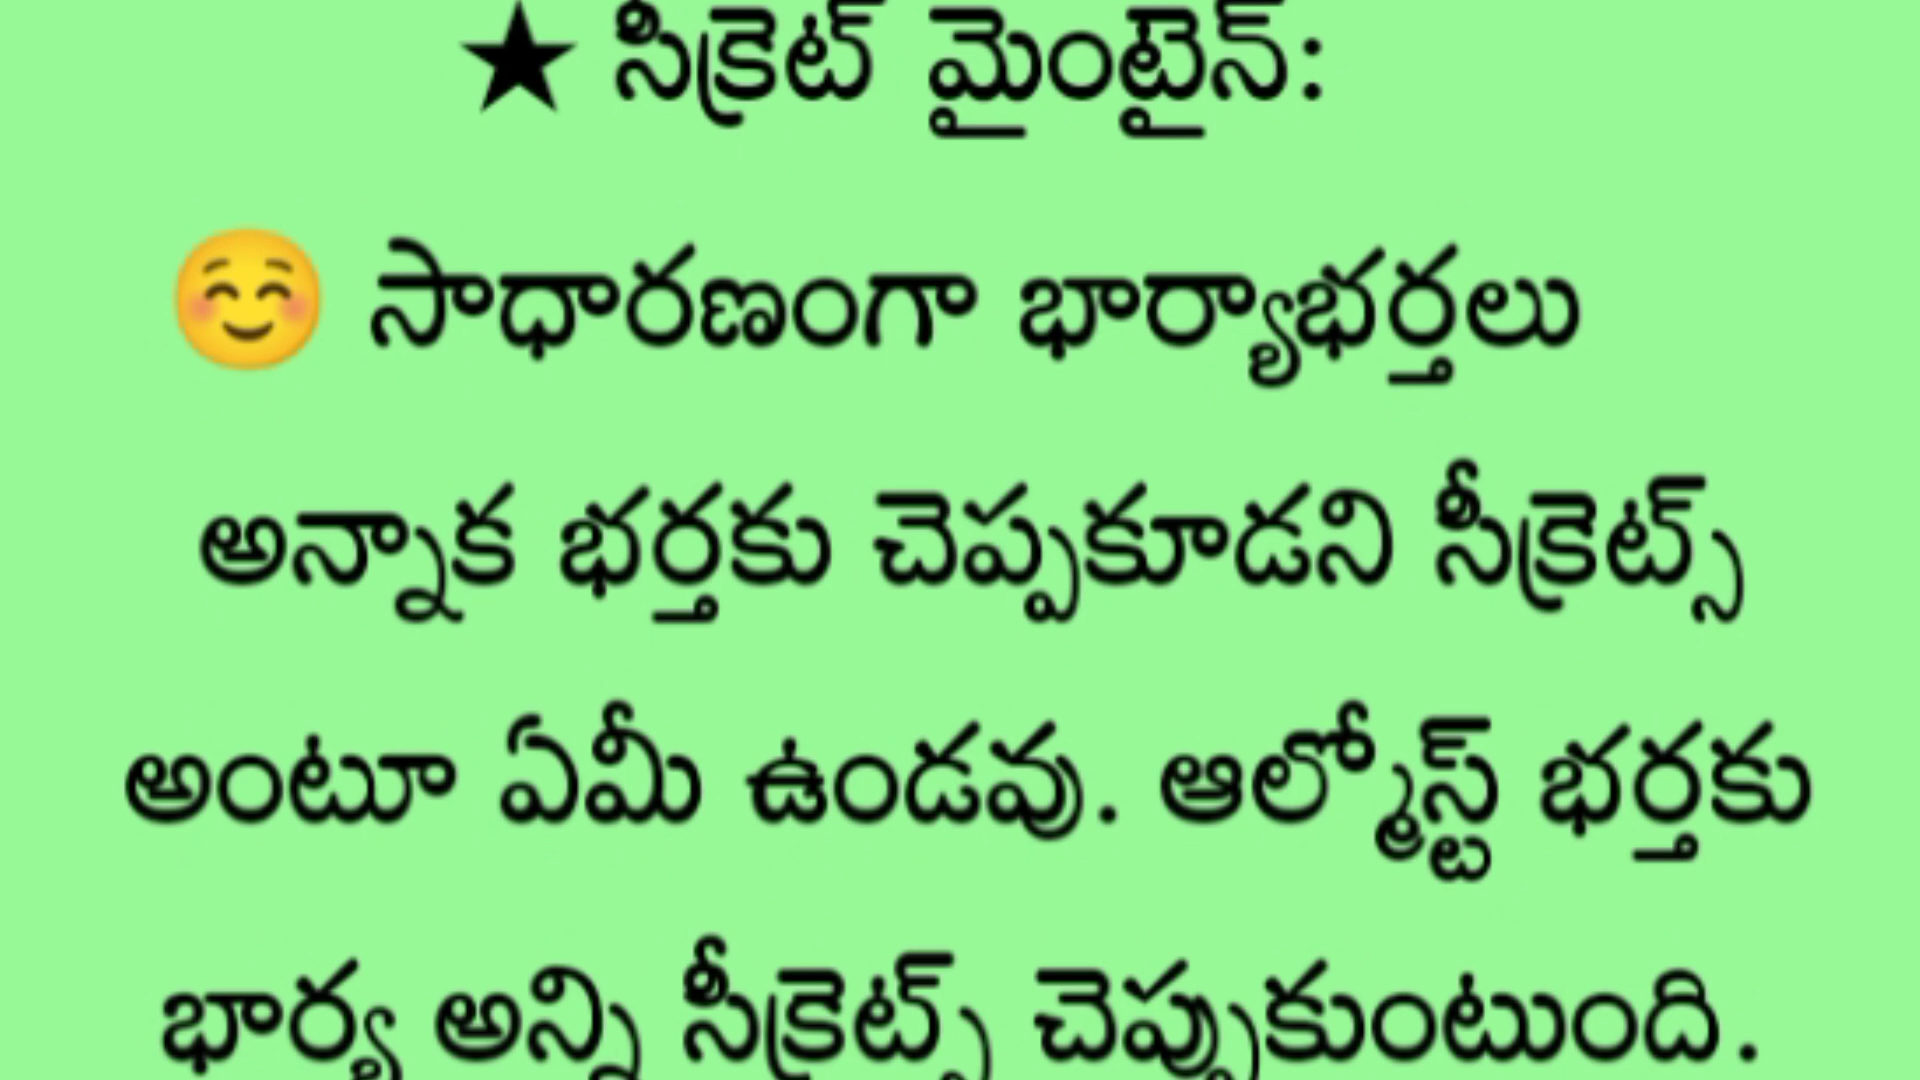 ★ సీక్రెట్ మైంటైన్:
☺️ సాధారణంగా భార్యాభర్తలు
అన్నాక భర్తకు చెప్పకూడని సీక్రెట్స్
అంటూ ఏమీ ఉండవు. ఆల్మోస్ట్ భర్తకు
భార్య అన్ని సీక్రెట్స్ చెప్పుకుంటుంది.